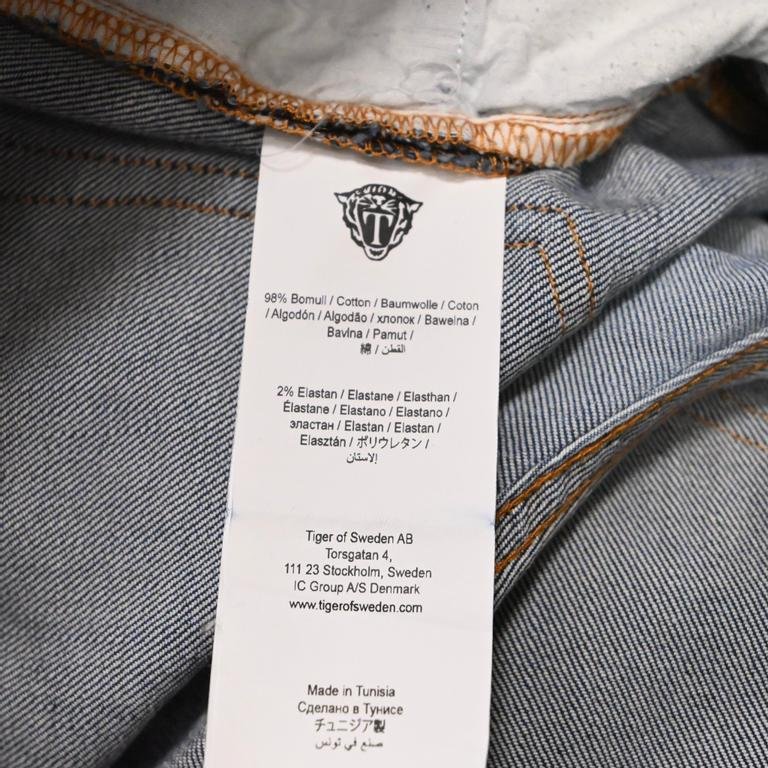 T
98% Bomull / Cotton / Baumwolle / Coton
/ Algodón / Algodão / хлопок / Bawełna /
Bavlna / Pamut /
綿 / القطن
2% Elastan / Elastane / Elasthan /
Élastane / Elastano / Elastano /
эластан / Elastan / Elastan /
Elasztán / ポリウレタン /
الاستان
Tiger of Sweden AB
Torsgatan 4,
111 23 Stockholm, Sweden
IC Group A/S Denmark
www.tigerofsweden.com
Made in Tunisia
Сделано в Тунисе
チュニジア製
صنع في تونس